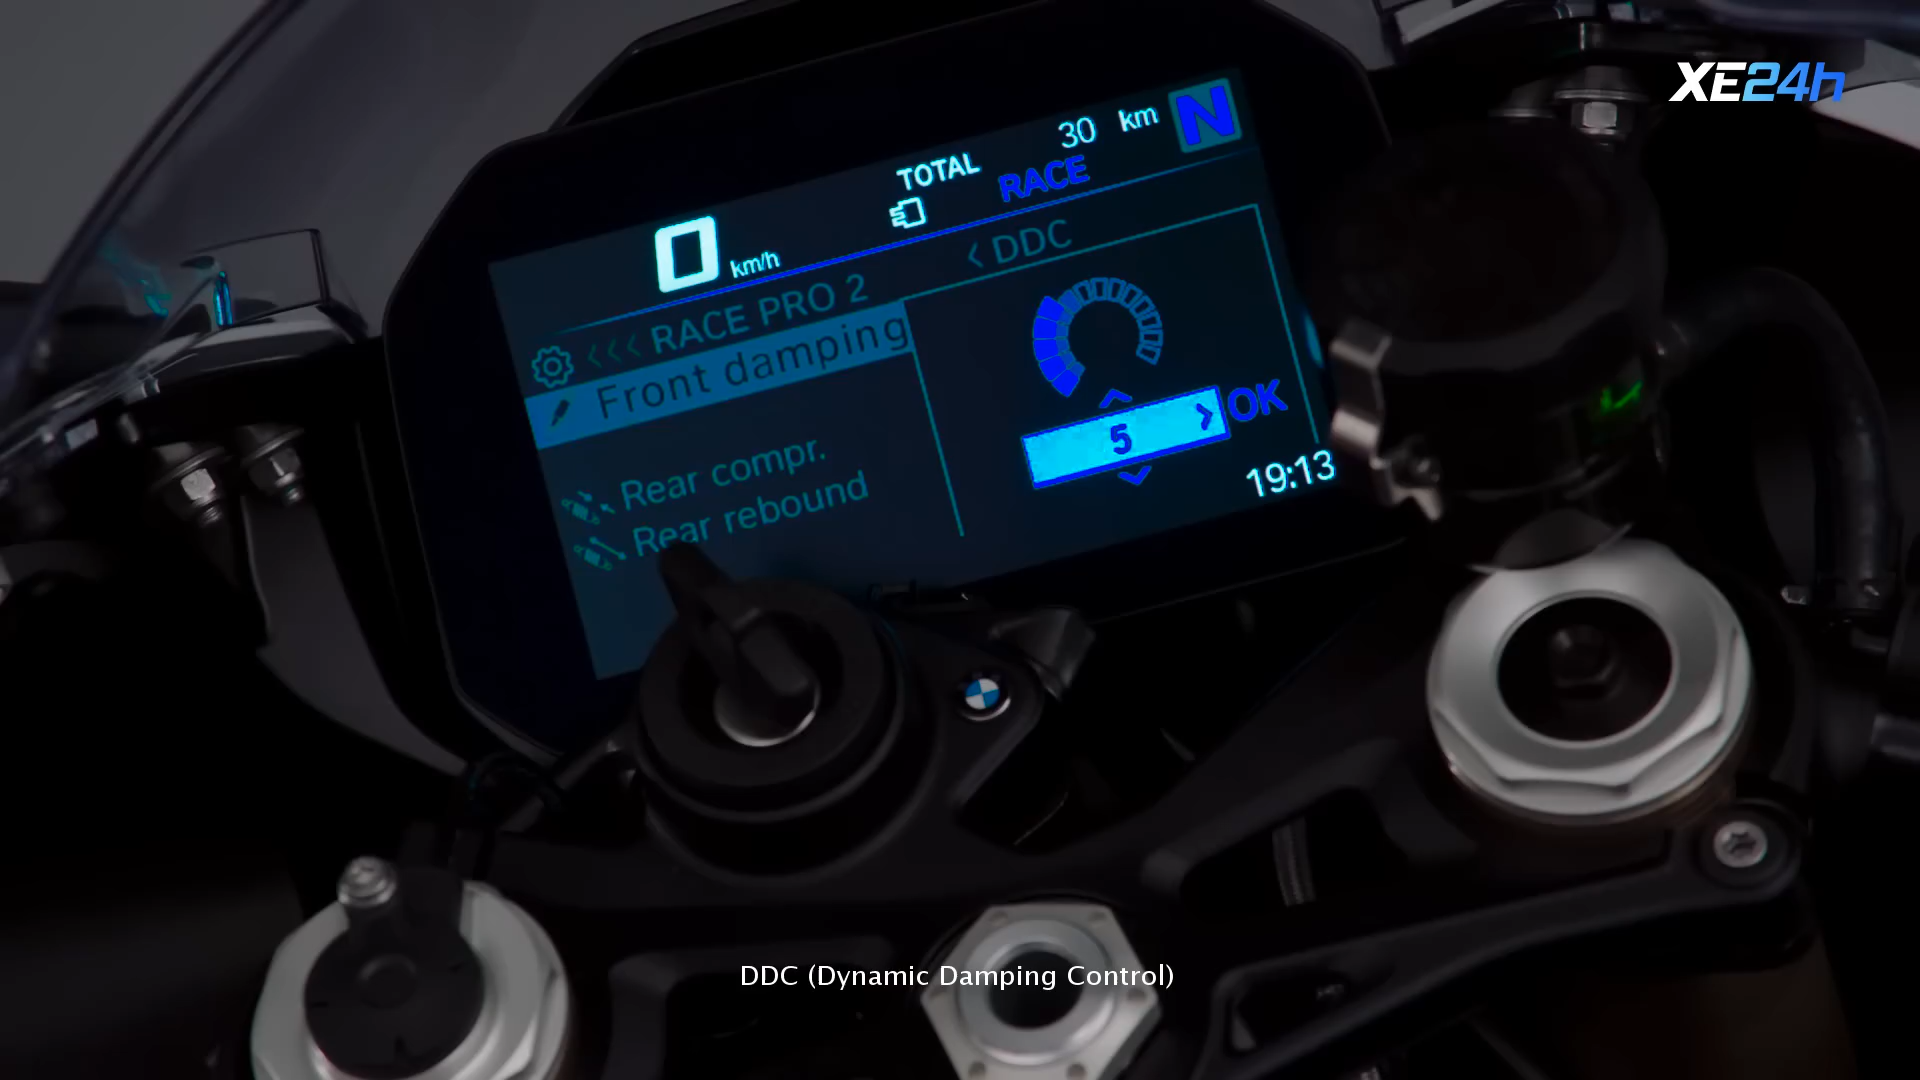 XE24h
30 km N
TOTAL
RACE
0 km/h
< DDC
<<< RACE PRO 2
Front damping
5 > OK
Rear compr.
Rear rebound
19:13
DDC (Dynamic Damping Control)